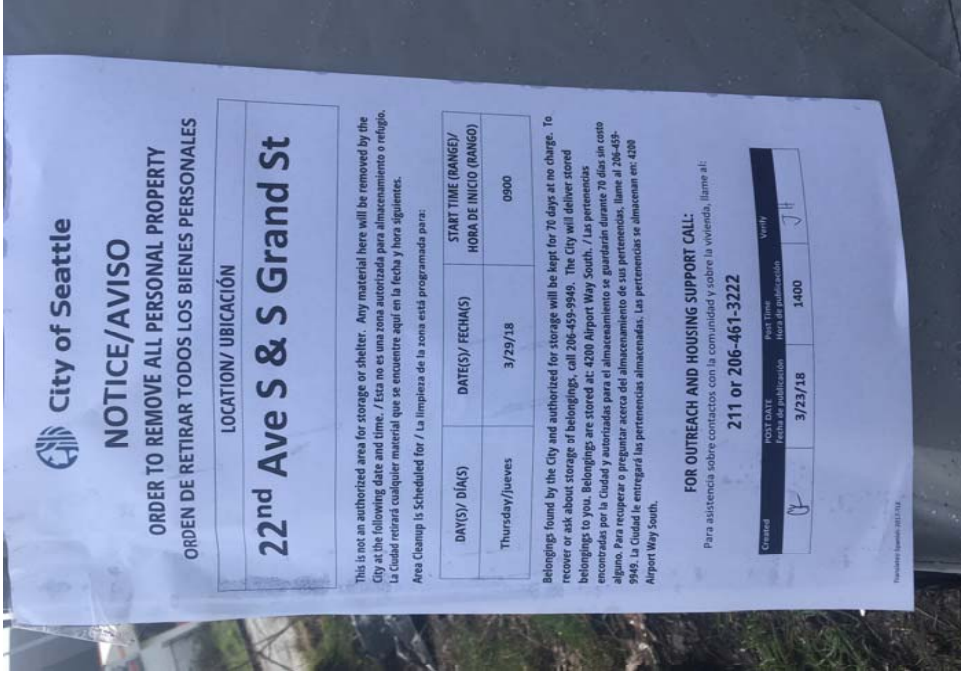 City of Seattle
NOTICE/AVISO
ORDER TO REMOVE ALL PERSONAL PROPERTY
ORDEN DE RETIRAR TODOS LOS BIENES PERSONALES
LOCATION/ UBICACIÓN
22nd Ave S & S Grand St
This is not an authorized area for storage or shelter. Any material here will be removed by the
City at the following date and time. / Esta no es una zona autorizada para almacenamiento o refugio.
La Ciudad retirará cualquier material que se encuentre aquí en la fecha y hora siguientes.
Area Cleanup is Scheduled for / La limpieza de la zona está programada para:
DAY(S)/ DÍA(S) DATE(S)/ FECHA(S) START TIME (RANGE)/
HORA DE INICIO (RANGO)
Thursday/jueves 3/29/18 0900
Belongings found by the City and authorized for storage will be kept for 70 days at no charge. To
recover or ask about storage of belongings, call 206-459-9949. The City will deliver stored
belongings to you. Belongings are stored at: 4200 Airport Way South. / Las pertenencias
encontradas por la Ciudad y autorizadas para el almacenamiento se guardarán durante 70 días sin costo
alguno. Para recuperar o preguntar acerca del almacenamiento de sus pertenencias, llame al 206-459-
9949. La Ciudad le entregará las pertenencias almacenadas. Las pertenencias se almacenan en: 4200
Airport Way South.
FOR OUTREACH AND HOUSING SUPPORT CALL:
Para asistencia sobre contactos con la comunidad y sobre la vivienda, llame al:
211 or 206-461-3222
Created POST DATE Post Time Verify
Fecha de publicación Hora de publicación
3/23/18 1400 JH